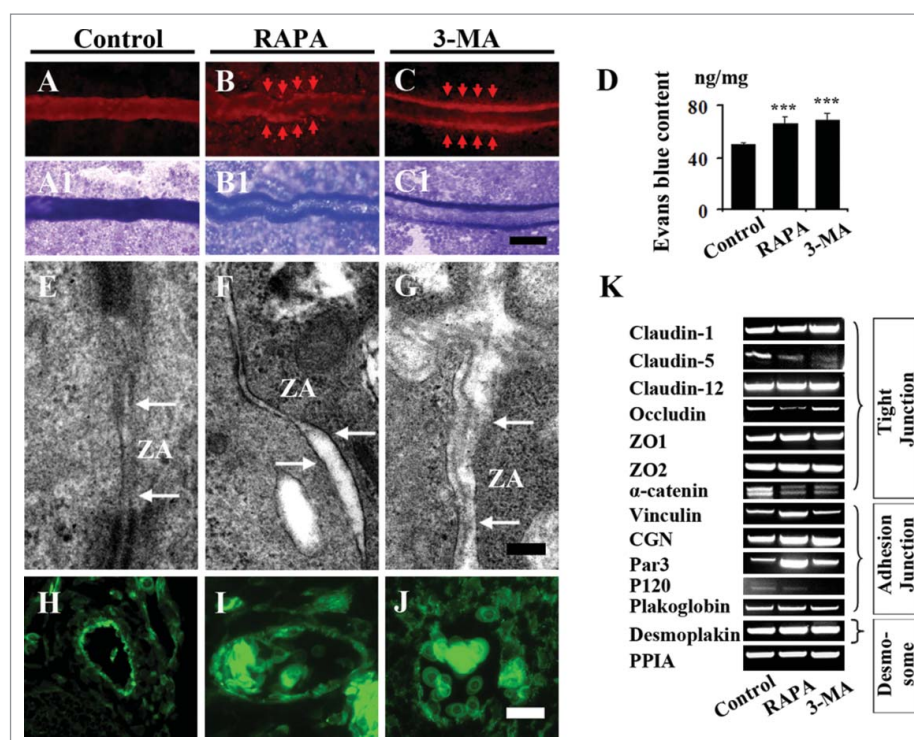 Control RAPA 3-MA
A B C
A1 B1 C1
E F G
ZA ZA ZA
H I J
D
ng/mg
Evans blue content
80
40
0
*** ***
Control RAPA 3-MA
K
Claudin-1
Claudin-5
Claudin-12
Occludin
ZO1
ZO2
α-catenin
Vinculin
CGN
Par3
P120
Plakoglobin
Desmoplakin
PPIA
Control RAPA 3-MA
Tight
Junction
Adhesion
Junction
Desmo-
some